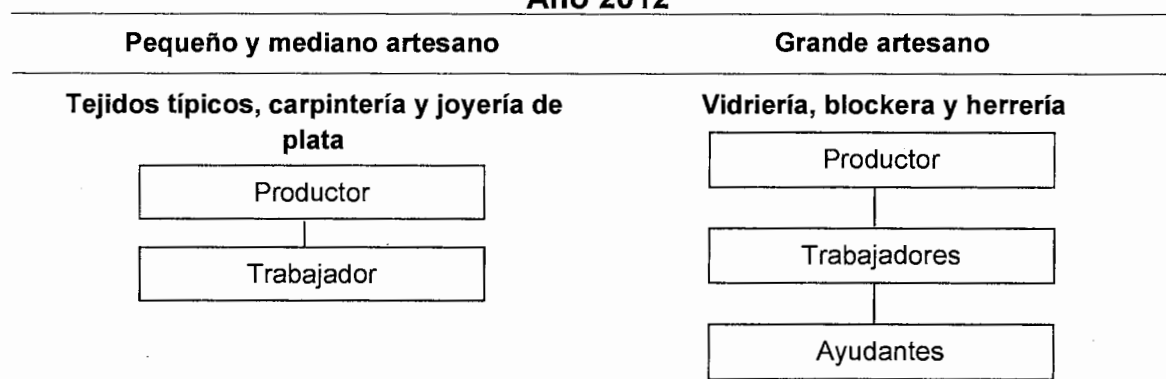 Año 2012
Pequeño y mediano artesano
Grande artesano
Tejidos típicos, carpintería y joyería de
plata
Productor
Trabajador
Vidriería, blockera y herrería
Productor
Trabajadores
Ayudantes